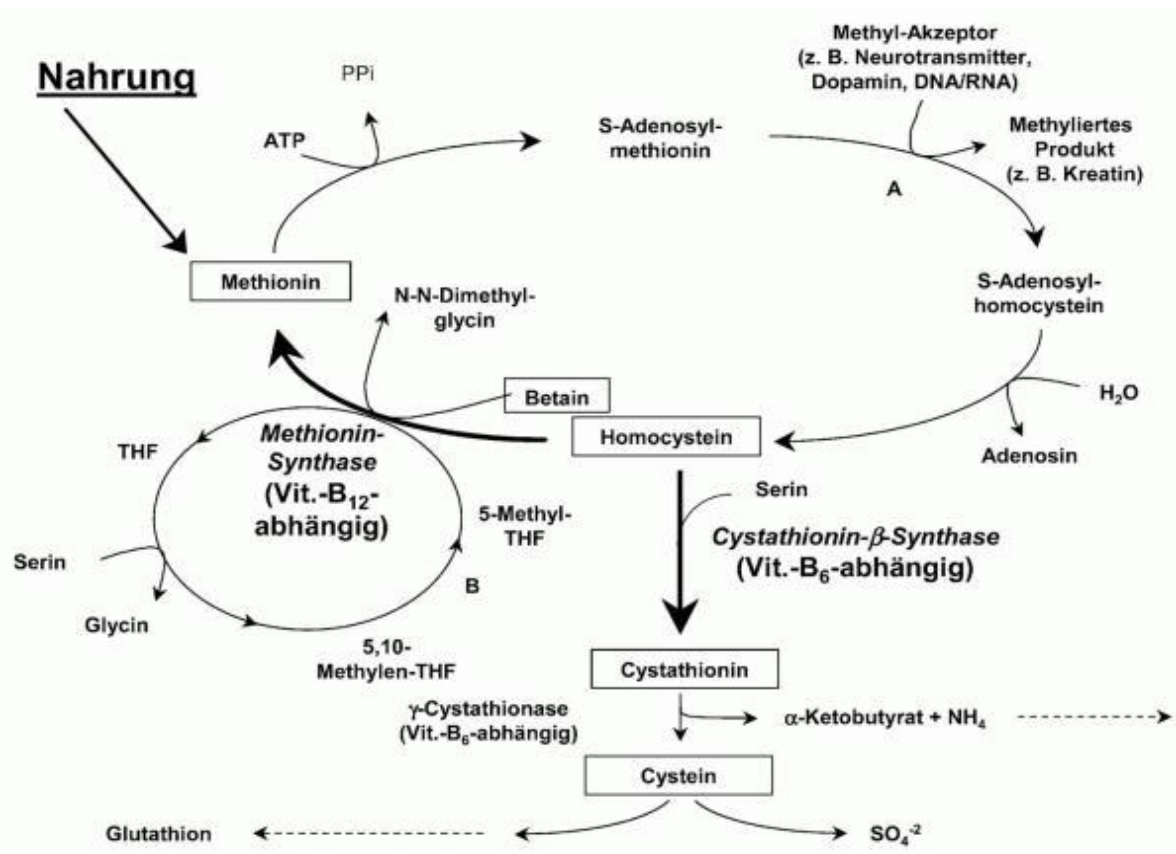 Nahrung
PPi
ATP
S-Adenosyl-
methionin
Methyl-Akzeptor
(z. B. Neurotransmitter,
Dopamin, DNA/RNA)
Methyliertes
Produkt
(z. B. Kreatin)
A
Methionin
N-N-Dimethyl-
glycin
S-Adenosyl-
homocystein
Betain
H₂O
Homocystein
Adenosin
THF
Methionin-
Synthase
(Vit.-B₁₂-
abhängig)
5-Methyl-
THF
Serin
Cystathionin-β-Synthase
(Vit.-B₆-abhängig)
Serin
B
Glycin
5,10-
Methylen-THF
Cystathionin
γ-Cystathionase
(Vit.-B₆-abhängig)
α-Ketobutyrat + NH₄
Cystein
Glutathion
SO₄⁻²